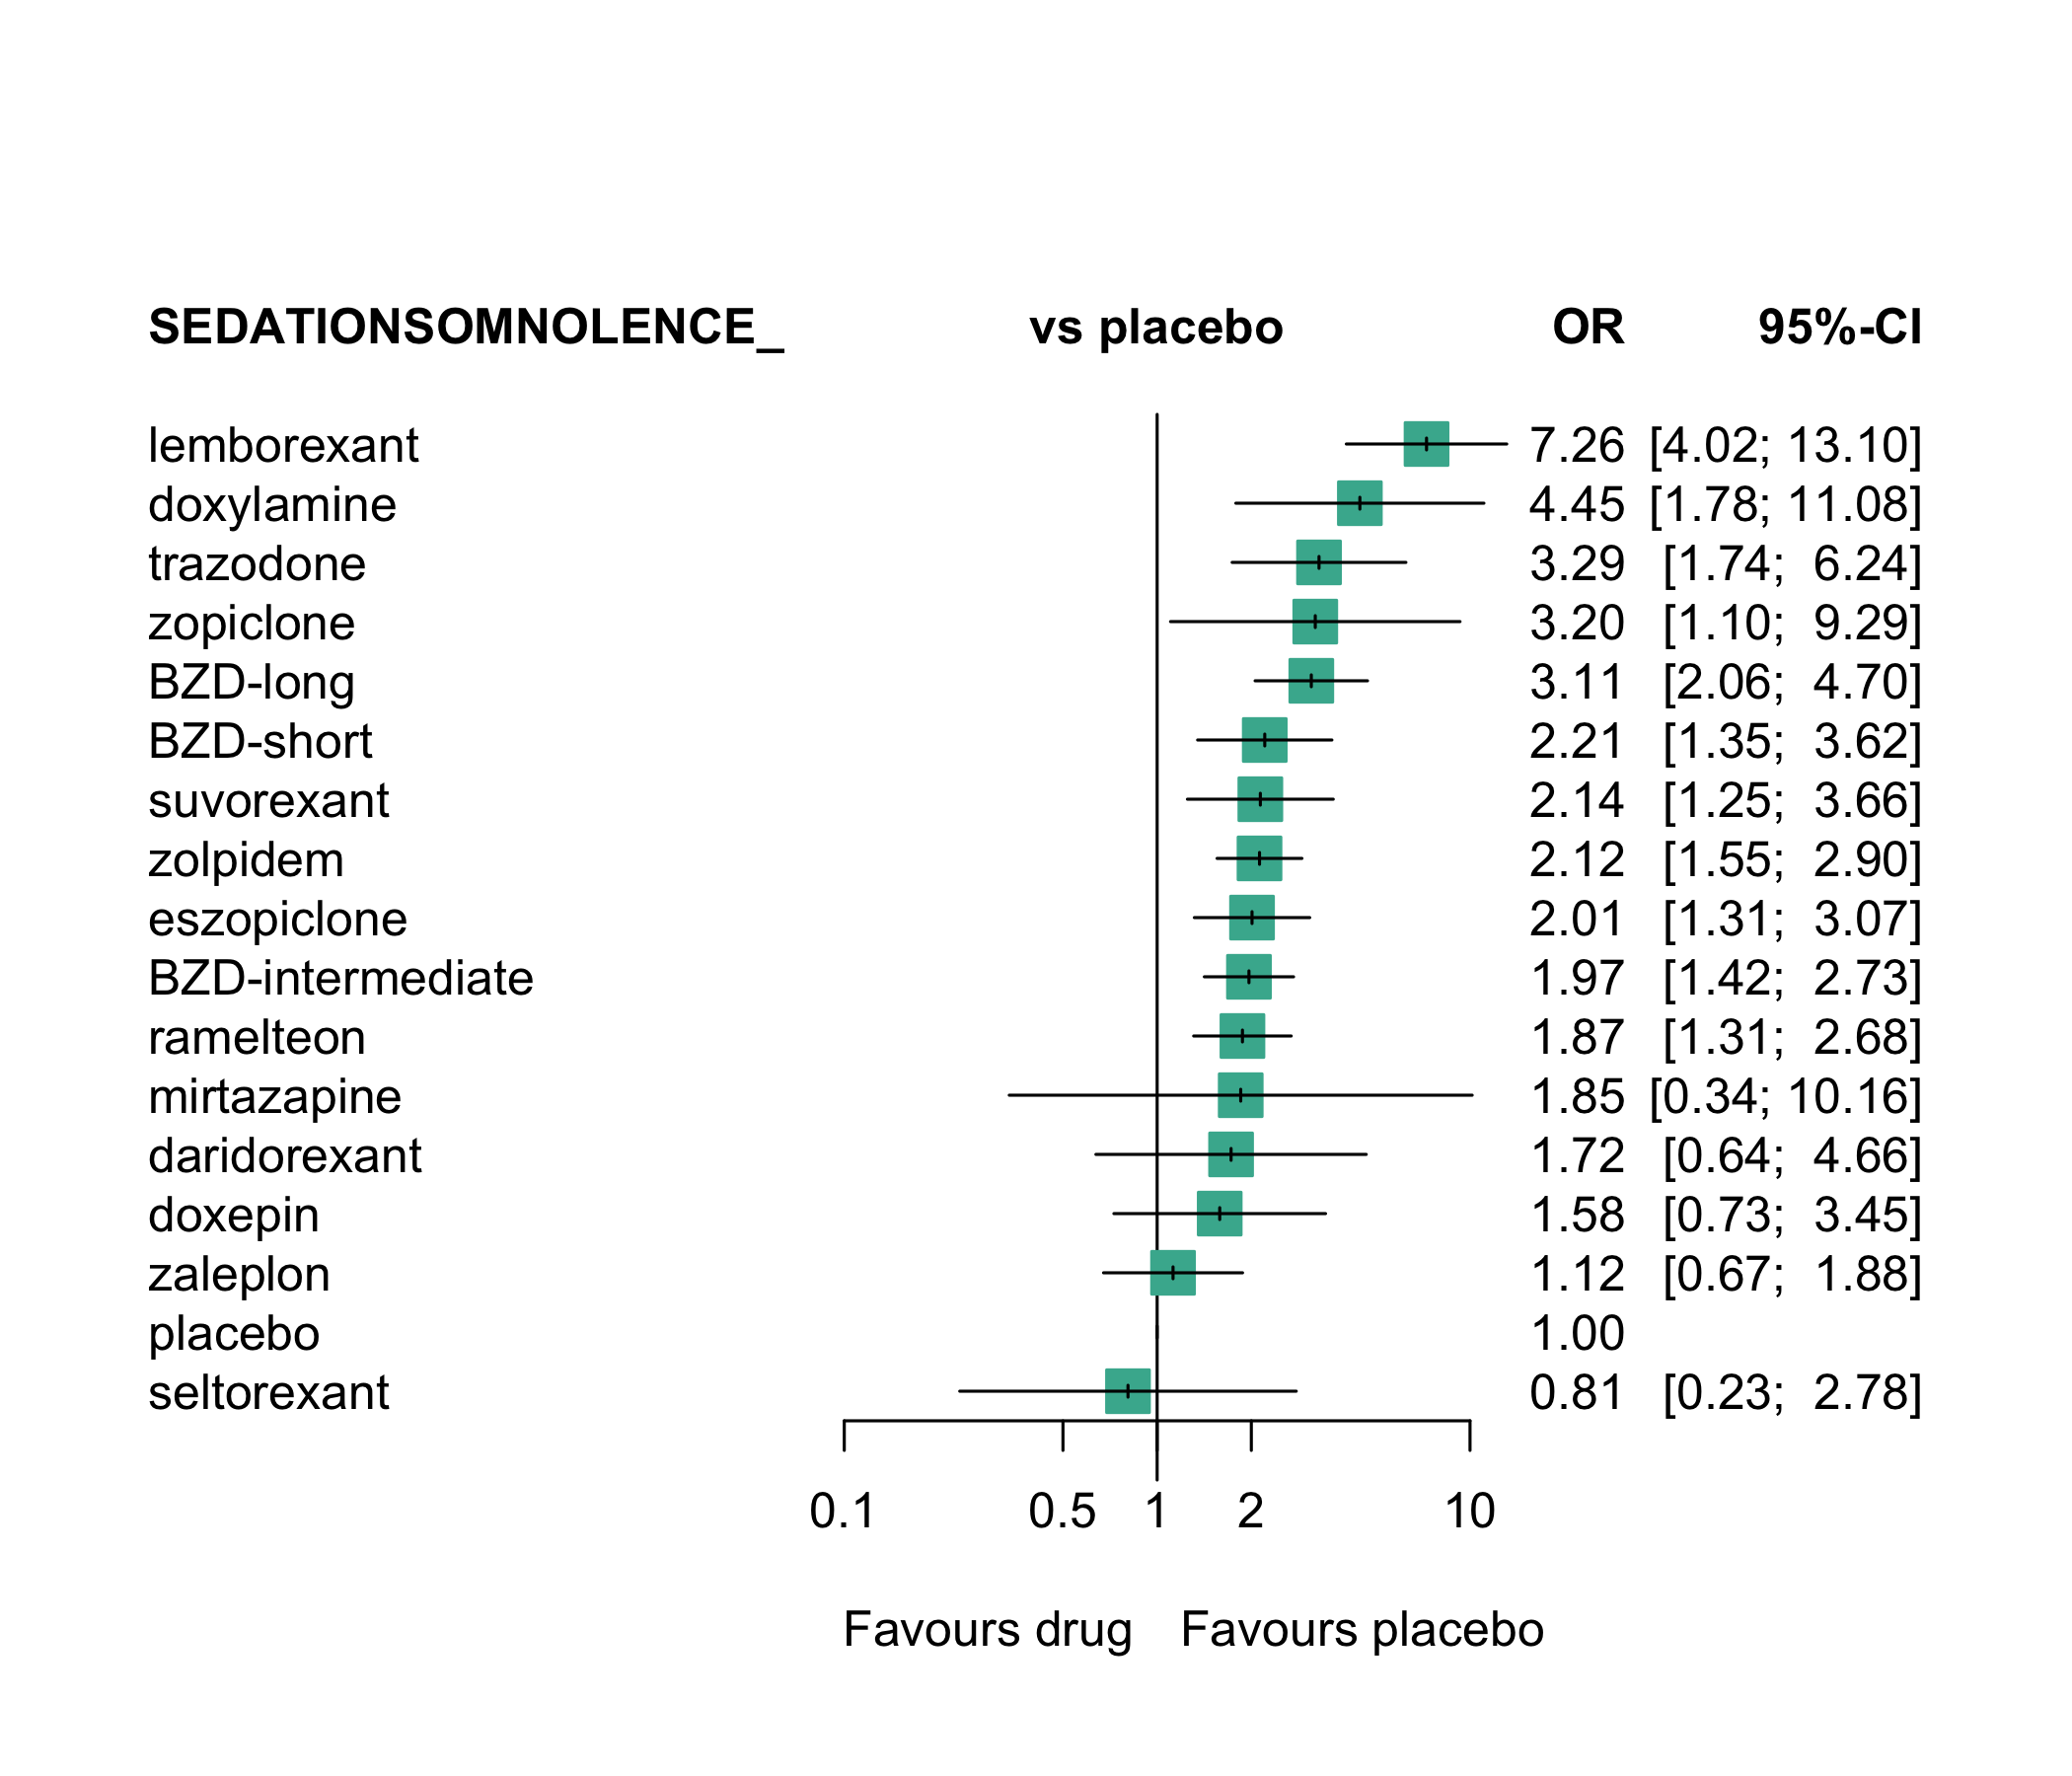 SEDATIONSOMNOLENCE_ vs placebo OR 95%-CI
lemborexant 7.26 [4.02; 13.10]
doxylamine 4.45 [1.78; 11.08]
trazodone 3.29 [1.74; 6.24]
zopiclone 3.20 [1.10; 9.29]
BZD-long 3.11 [2.06; 4.70]
BZD-short 2.21 [1.35; 3.62]
suvorexant 2.14 [1.25; 3.66]
zolpidem 2.12 [1.55; 2.90]
eszopiclone 2.01 [1.31; 3.07]
BZD-intermediate 1.97 [1.42; 2.73]
ramelteon 1.87 [1.31; 2.68]
mirtazapine 1.85 [0.34; 10.16]
daridorexant 1.72 [0.64; 4.66]
doxepin 1.58 [0.73; 3.45]
zaleplon 1.12 [0.67; 1.88]
placebo 1.00
seltorexant 0.81 [0.23; 2.78]
0.1 0.5 1 2 10
Favours drug Favours placebo